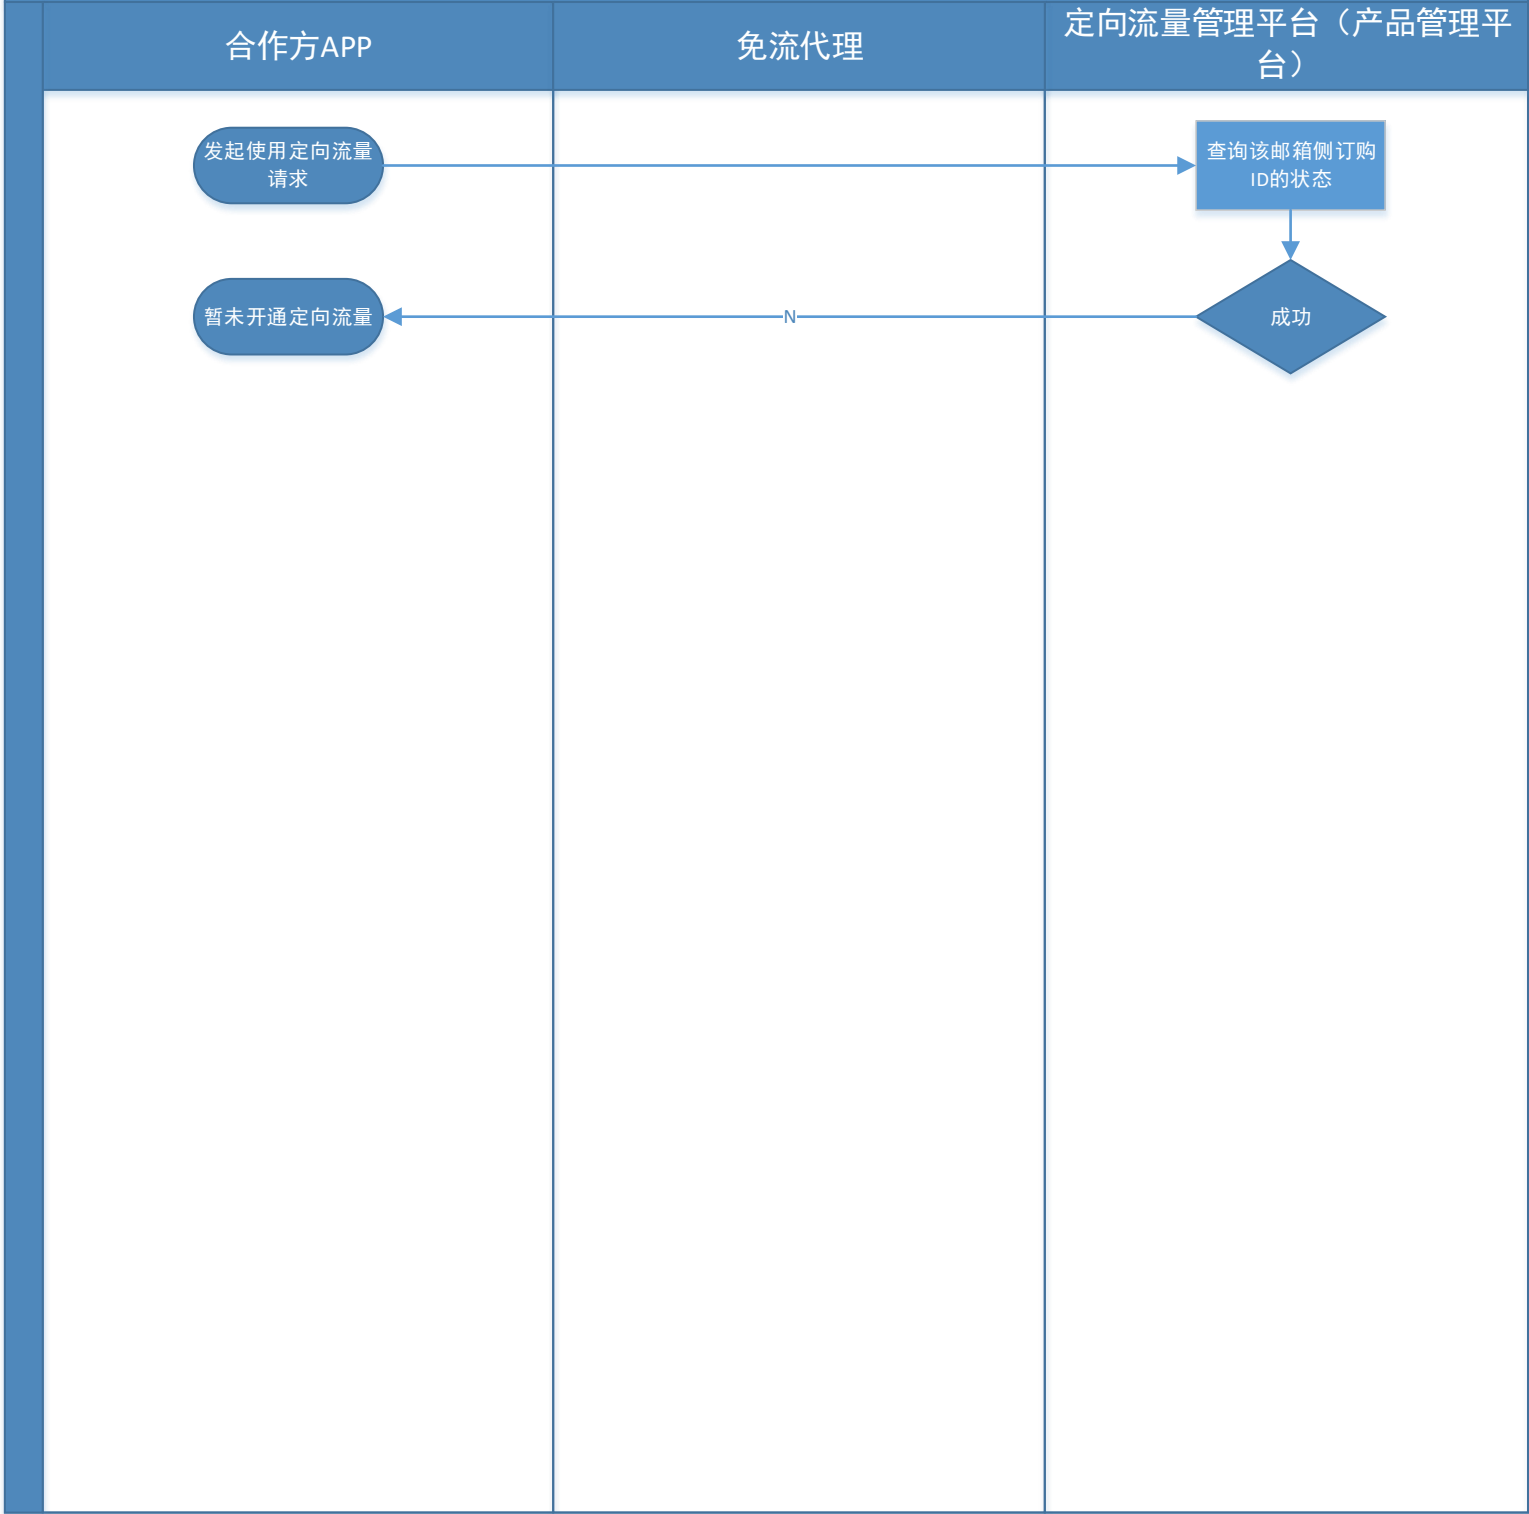 合作方APP
免流代理
定向流量管理平台（产品管理平
台）
发起使用定向流量
请求
查询该邮箱侧订购
ID的状态
暂未开通定向流量
N
成功